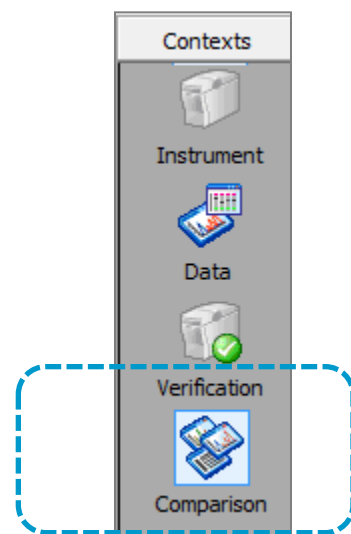 Contexts
Instrument
Data
Verification
Comparison